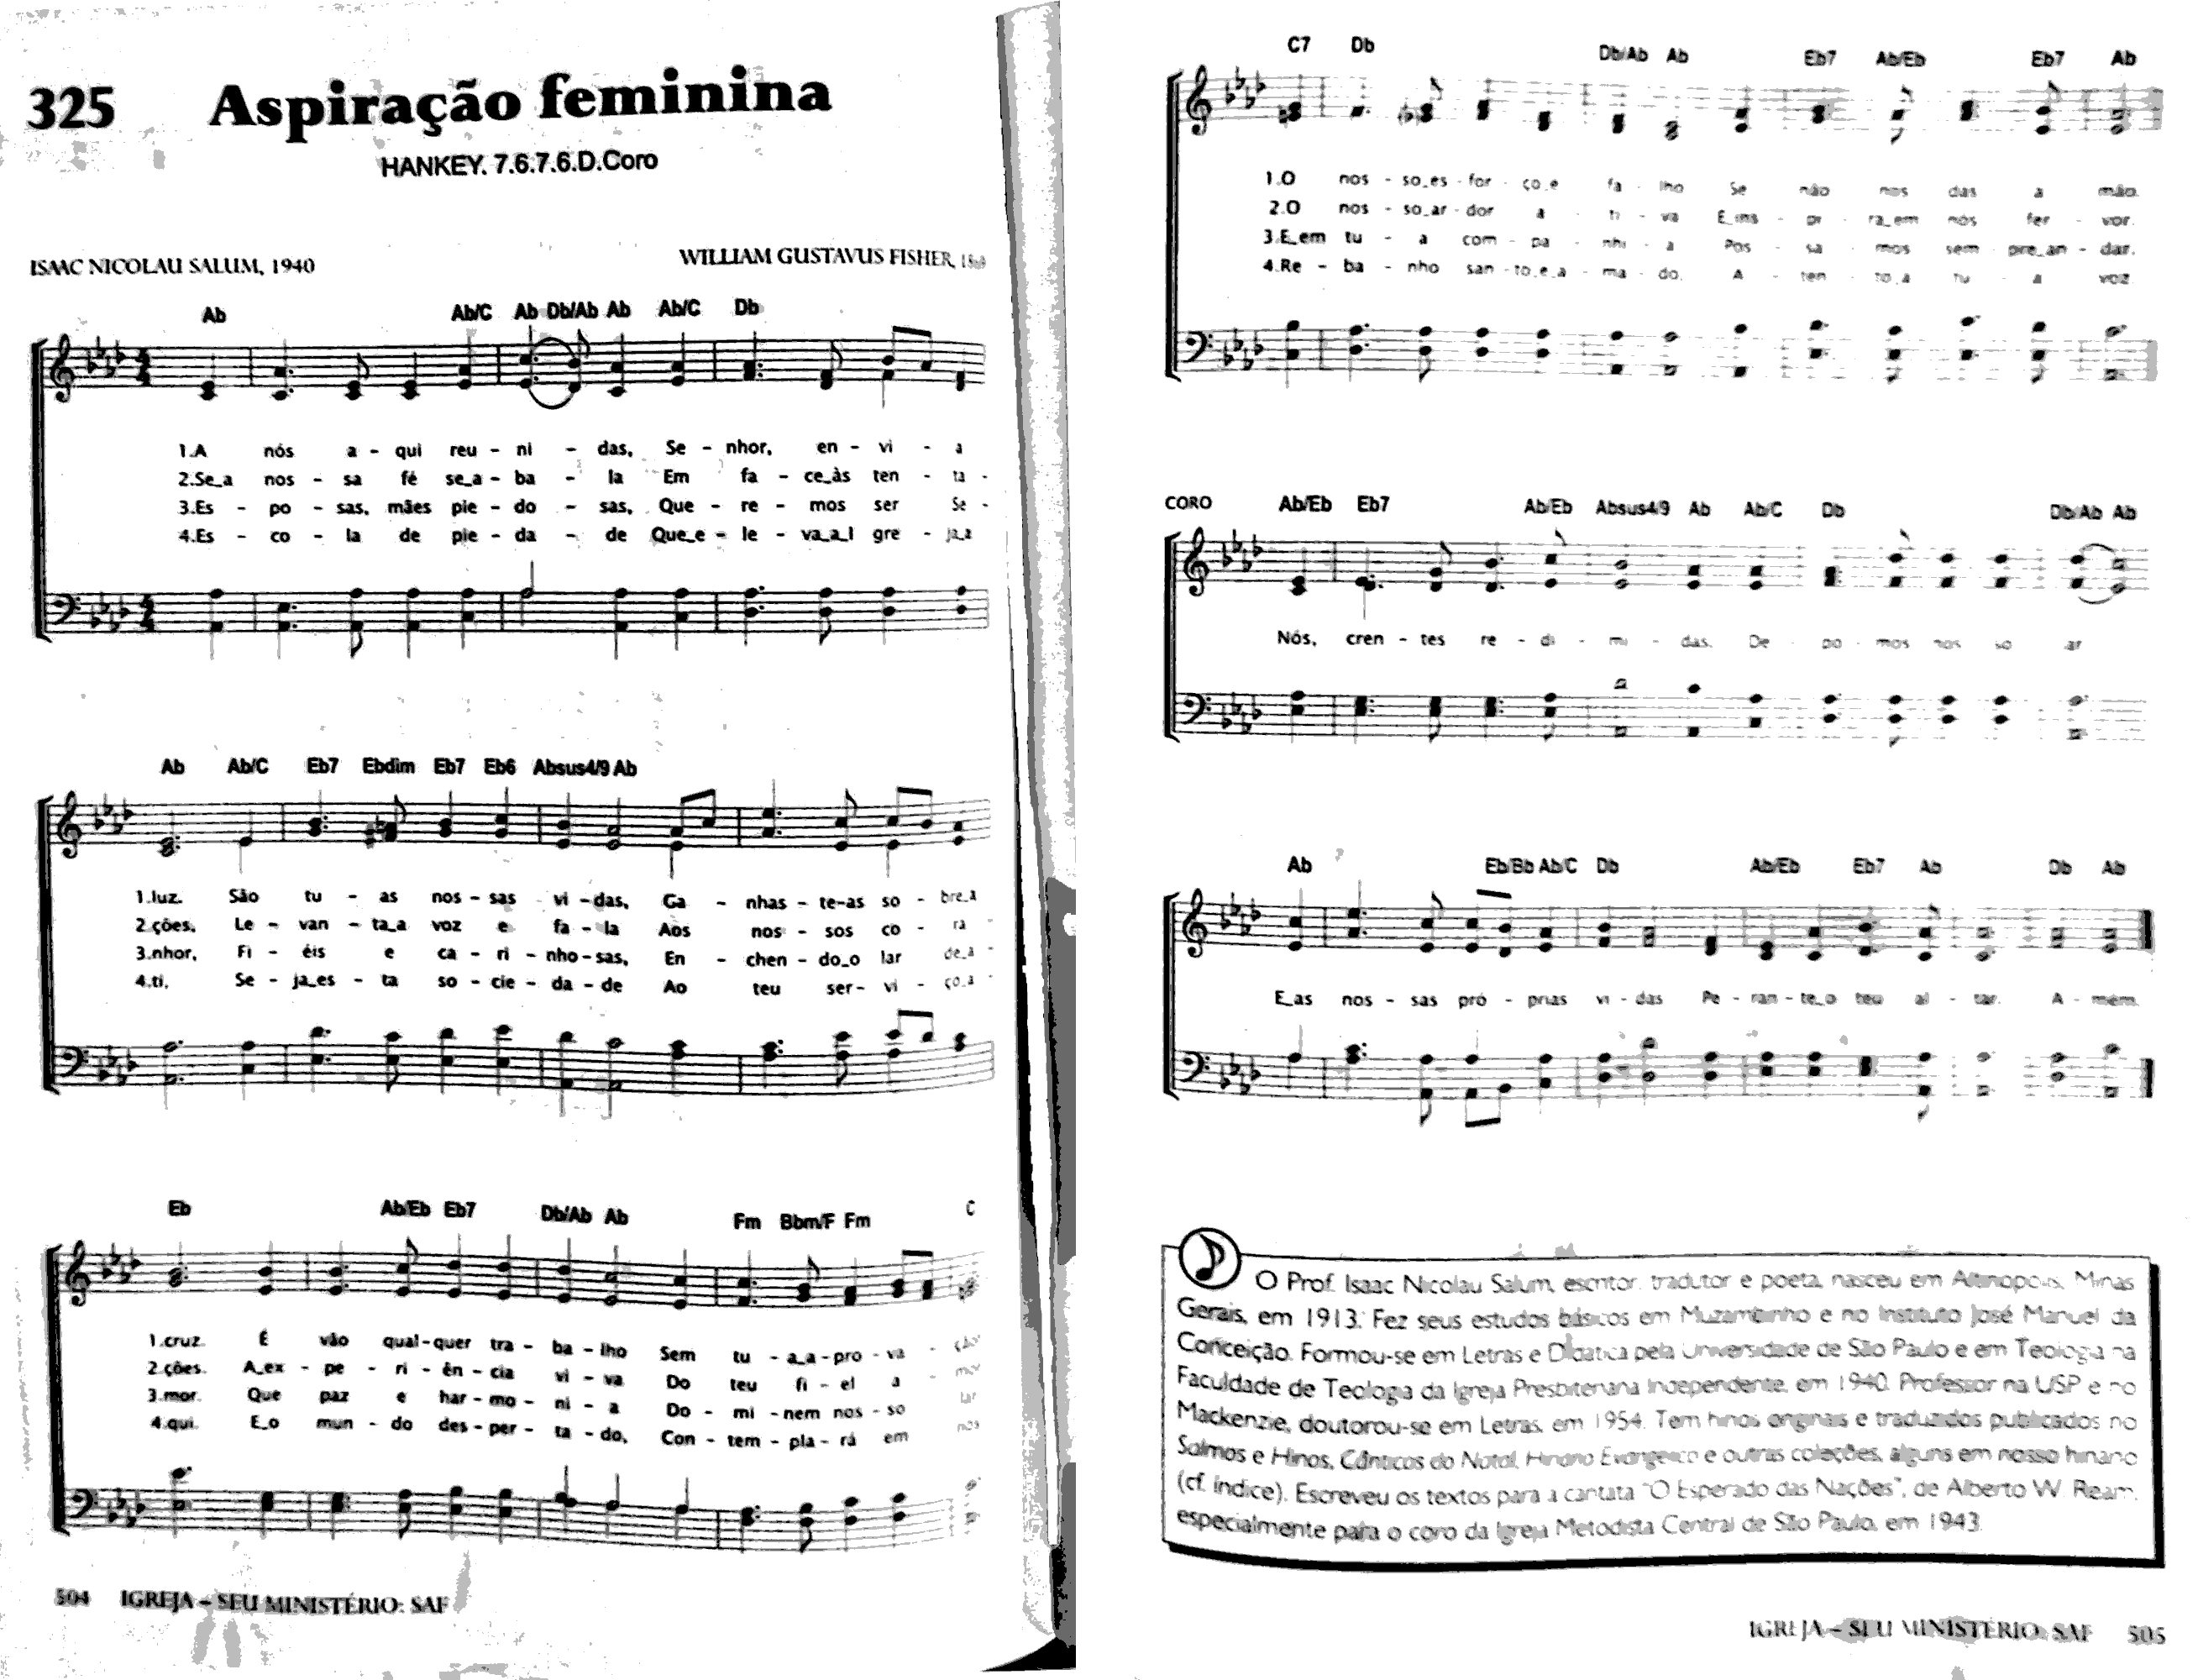 325 Aspiração feminina
HANKEY. 7.6.7.6.D.Coro
ISAAC NICOLAU SALUM, 1940
WILLIAM GUSTAVUS FISHER,
Ab Ab/C Ab Db/Ab Ab Ab/C Db
1.A nós a - qui reu - ni - das, Se - nhor, en - vi - a
2.Se_a nos - sa fé se_a - ba - la Em fa - ce_às ten - ta -
3.Es - po - sas, mães pie - do - sas, Que - re - mos ser Se -
4.Es - co - la de pie - da - de Que_e - le - va_a_I gre - ja_a
Ab Ab/C Eb7 Ebdim Eb7 Eb6 Absus4/9 Ab
1.luz. São tu - as nos - sas vi - das, Ga - nhas - te-as so - bre_a
2.ções, Le - van - ta_a voz e fa - la Aos nos - sos co - ra -
3.nhor, Fi - éis e ca - ri - nho - sas, En - chen - do_o lar de_a -
4.ti, Se - ja_es - ta so - cie - da - de Ao teu ser - vi - ço_a -
Eb Ab/Eb Eb7 Db/Ab Ab Fm Bbm/F Fm C
1.cruz. É vão qual - quer tra - ba - lho Sem tu - a_a - pro - va -
2.ções. A_ex - pe - ri - ên - cia vi - va Do teu fi - el a -
3.mor. Que paz e har - mo - ni - a Do - mi - nem nos - so lar
4.qui. E_o mun - do des - per - ta - do, Con - tem - pla - rá em nós
504 IGREJA – SEU MINISTÉRIO: SAF
C7 Db Db/Ab Ab Eb7 Ab/Eb Eb7 Ab
1.O nos - so_es - for - ço_e fa - lho Se não nos das a mão.
2.O nos - so_ar - dor a - ti - va E_ins - pi - ra_em nós fer - vor.
3.E_em tu - a com - pa - nhi - a Pos - sa - mos sem - pre_an - dar.
4.Re - ba - nho san - to_e_a - ma - do, A - ten - to_a tu - a voz
CORO Ab/Eb Eb7 Ab/Eb Absus4/9 Ab Ab/C Db Db/Ab Ab
Nós, cren - tes re - di - mi - das, De - po - mos nos - so ar
Ab Eb/Bb Ab/C Db Ab/Eb Eb7 Ab Db Ab
E_as nos - sas pró - prias vi - das Pe - ran - te_o teu al - tar. A - mém.
O Prof. Isaac Nicolau Salum, escritor, tradutor e poeta, nasceu em Altinópolis, Minas
Gerais, em 1913. Fez seus estudos básicos em Muzambinho e no Instituto José Manuel da
Conceição. Formou-se em Letras e Didática pela Universidade de São Paulo e em Teologia na
Faculdade de Teologia da Igreja Presbiteriana Independente, em 1940. Professor na USP e no
Mackenzie, doutorou-se em Letras, em 1954. Tem hinos originais e traduzidos publicados no
Salmos e Hinos, Cânticos do Natal, Hinário Evangélico e outras coleções, alguns em nosso hinário
(cf. índice). Escreveu os textos para a cantata "O Esperado das Nações", de Alberto W. Ream,
especialmente para o coro da Igreja Metodista Central de São Paulo, em 1943.
IGREJA – SEU MINISTÉRIO: SAF 505